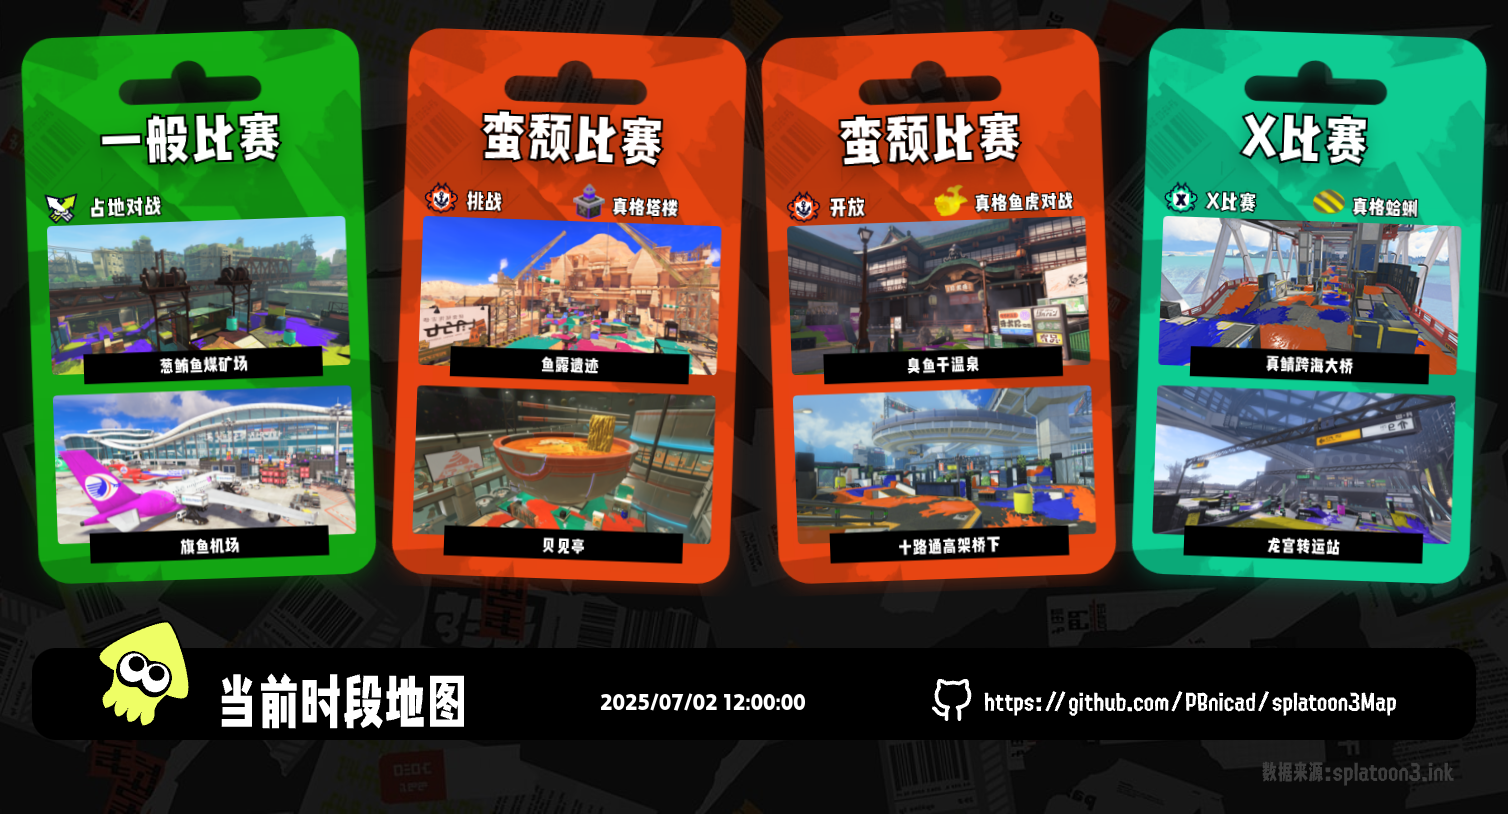 一般比赛
占地对战
葱鲔鱼煤矿场
旗鱼机场
蛮颓比赛
挑战
真格塔楼
鱼露遗迹
贝见亭
蛮颓比赛
开放
真格鱼虎对战
臭鱼干温泉
十路通高架桥下
X比赛
X比赛
真格蛤蜊
真鲭跨海大桥
龙宫转运站
当前时段地图
2025/07/02 12:00:00
https://github.com/PBnicad/splatoon3Map
数据来源:splatoon3.ink